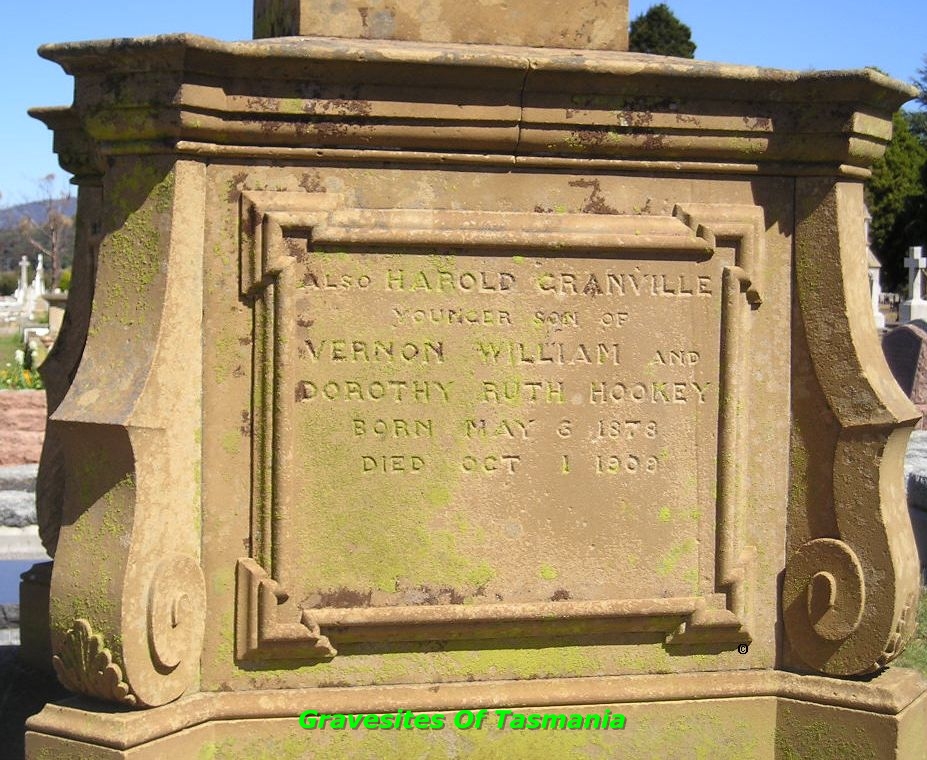 ALSO HAROLD GRANVILLE
YOUNGER SON OF
VERNON WILLIAM AND
DOROTHY RUTH HOOKEY
BORN MAY 6 1878
DIED OCT 1 1909
©
Gravesites Of Tasmania